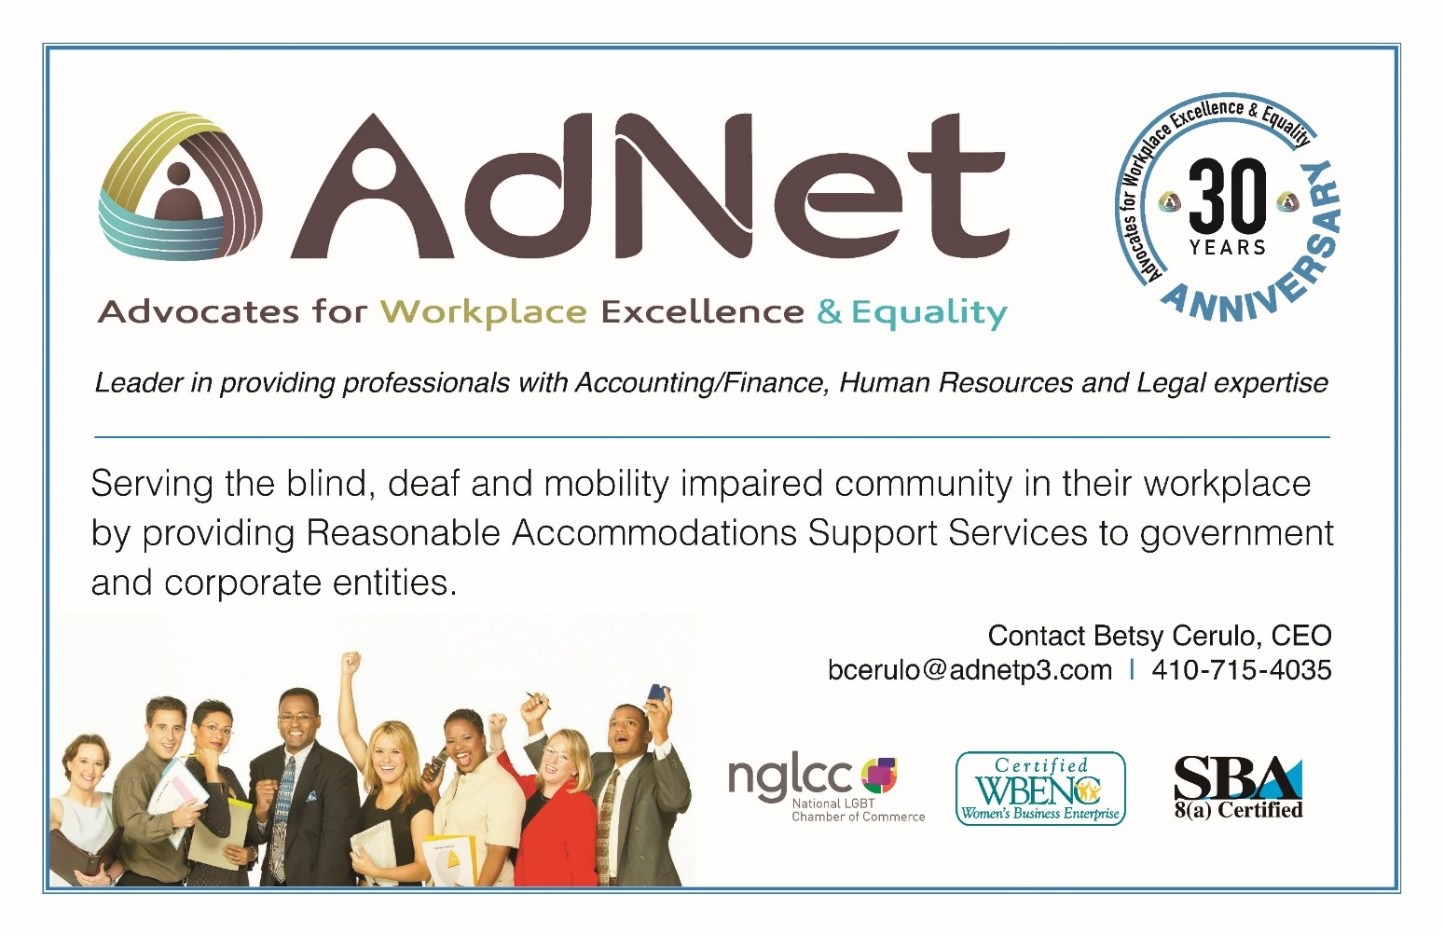 AdNet
Advocates for Workplace Excellence & Equality
Advocates for Workplace Excellence & Equality
30
YEARS
ANNIVERSARY
Leader in providing professionals with Accounting/Finance, Human Resources and Legal expertise
Serving the blind, deaf and mobility impaired community in their workplace
by providing Reasonable Accommodations Support Services to government
and corporate entities.
Contact Betsy Cerulo, CEO
bcerulo@adnetp3.com | 410-715-4035
nglcc
National LGBT
Chamber of Commerce
Certified
WBENC
Women's Business Enterprise
SBA
8(a) Certified